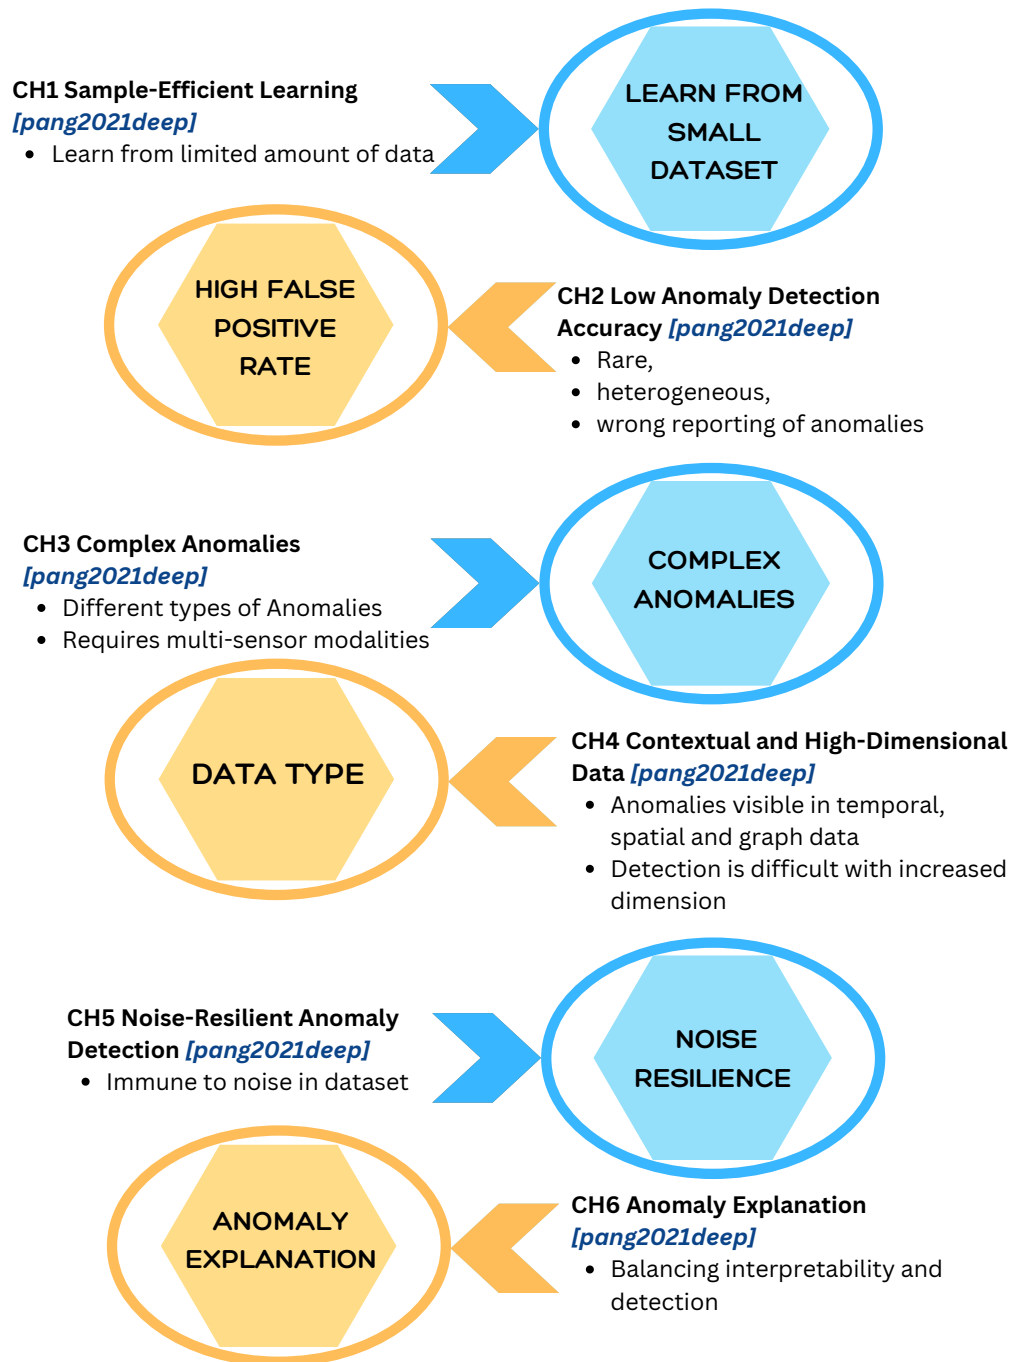 CH1 Sample-Efficient Learning
[pang2021deep]
• Learn from limited amount of data
LEARN FROM
SMALL
DATASET
HIGH FALSE
POSITIVE
RATE
CH2 Low Anomaly Detection
Accuracy [pang2021deep]
• Rare,
• heterogeneous,
• wrong reporting of anomalies
CH3 Complex Anomalies
[pang2021deep]
• Different types of Anomalies
• Requires multi-sensor modalities
COMPLEX
ANOMALIES
DATA TYPE
CH4 Contextual and High-Dimensional
Data [pang2021deep]
• Anomalies visible in temporal,
spatial and graph data
• Detection is difficult with increased
dimension
CH5 Noise-Resilient Anomaly
Detection [pang2021deep]
• Immune to noise in dataset
NOISE
RESILIENCE
ANOMALY
EXPLANATION
CH6 Anomaly Explanation
[pang2021deep]
• Balancing interpretability and
detection